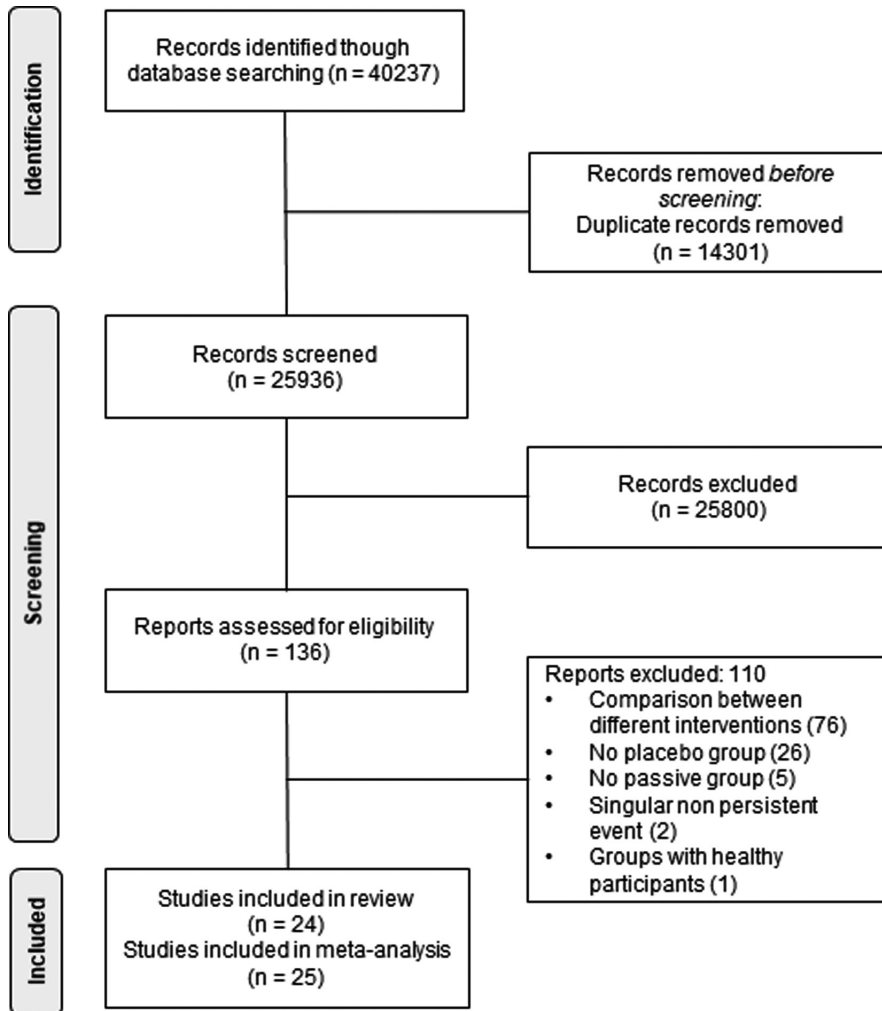 Identification
Records identified though
database searching (n = 40237)
Records removed before
screening:
Duplicate records removed
(n = 14301)
Screening
Records screened
(n = 25936)
Records excluded
(n = 25800)
Reports assessed for eligibility
(n = 136)
Reports excluded: 110
• Comparison between
different interventions (76)
• No placebo group (26)
• No passive group (5)
• Singular non persistent
event (2)
• Groups with healthy
participants (1)
Included
Studies included in review
(n = 24)
Studies included in meta-analysis
(n = 25)